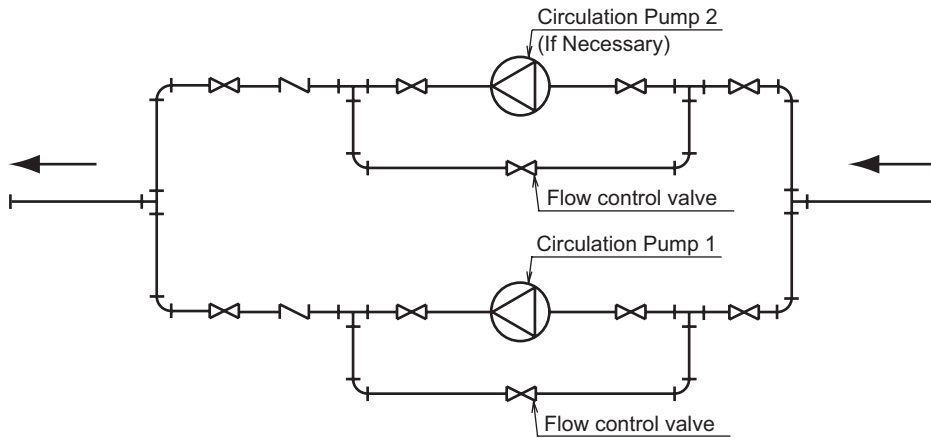 Circulation Pump 2
(If Necessary)
Flow control valve
Circulation Pump 1
Flow control valve